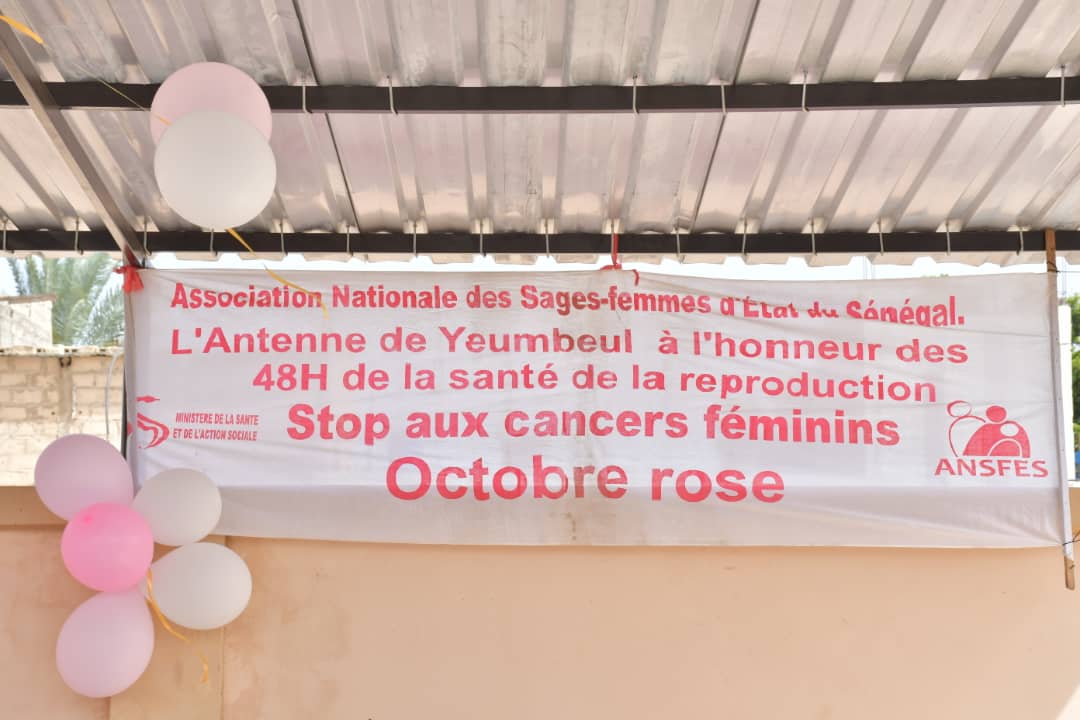 Association Nationale des Sages-femmes d'État du Sénégal.
L'Antenne de Yeumbeul à l'honneur des
48H de la santé de la reproduction
MINISTERE DE LA SANTE
ET DE L'ACTION SOCIALE
Stop aux cancers féminins
ANSFES
Octobre rose